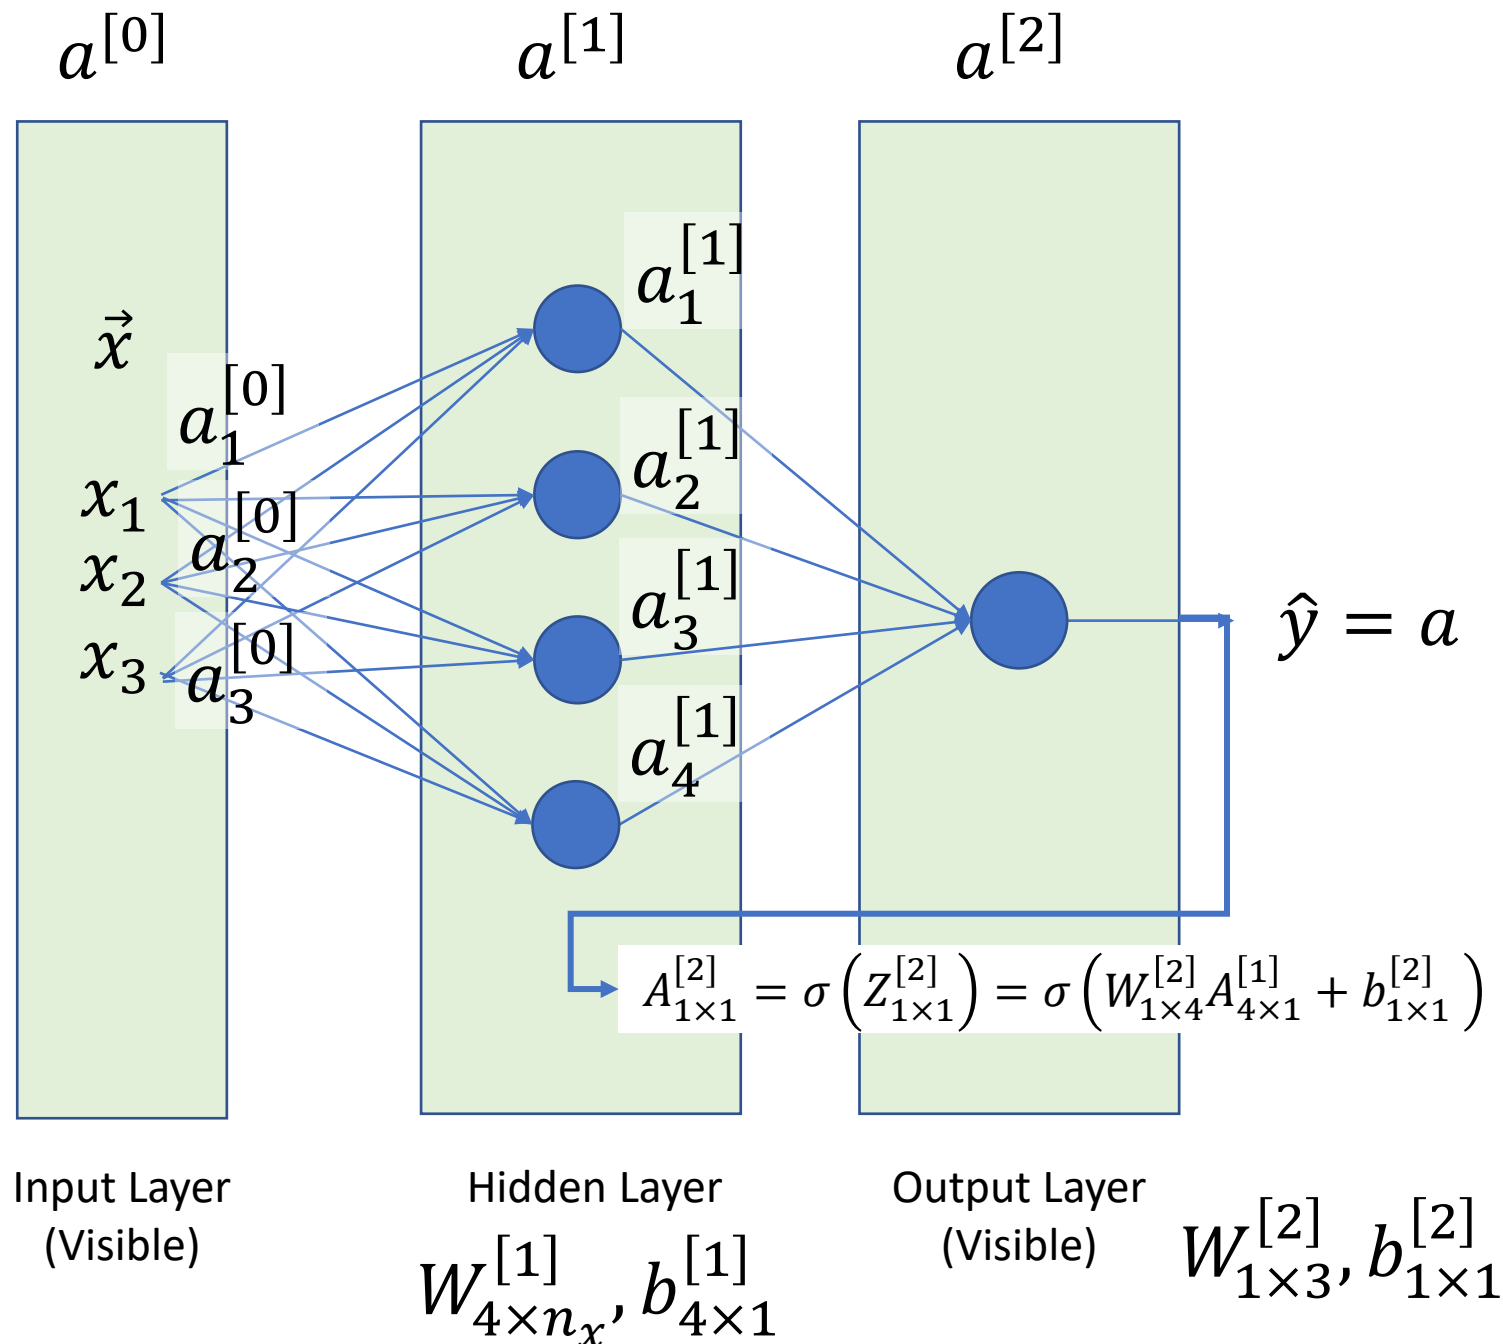 a^[0] a^[1] a^[2]
x⃗
a_1^[0]
x_1
a_2^[0]
x_2
a_3^[0]
x_3
a_1^[1]
a_2^[1]
a_3^[1]
a_4^[1]
ŷ = a
A_{1×1}^{[2]} = σ(Z_{1×1}^{[2]}) = σ(W_{1×4}^{[2]} A_{4×1}^{[1]} + b_{1×1}^{[2]})
Input Layer
(Visible)
Hidden Layer
W_{4×n_x}^{[1]}, b_{4×1}^{[1]}
Output Layer
(Visible)
W_{1×3}^{[2]}, b_{1×1}^{[2]}